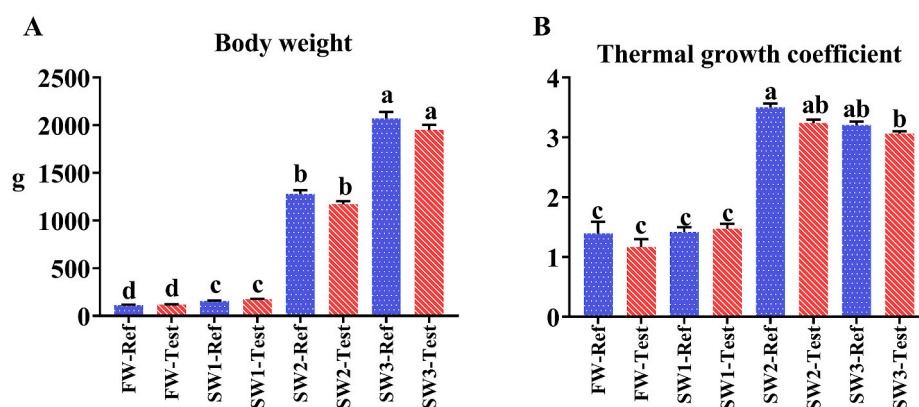 A
Body weight
2500
2000
1500
1000
500
0
g
d
d
c
c
b
b
a
a
FW-Ref
FW-Test
SW1-Ref
SW1-Test
SW2-Ref
SW2-Test
SW3-Ref
SW3-Test
B
Thermal growth coefficient
4
3
2
1
0
c
c
c
c
a
ab
ab
b
FW-Ref
FW-Test
SW1-Ref
SW1-Test
SW2-Ref
SW2-Test
SW3-Ref
SW3-Test